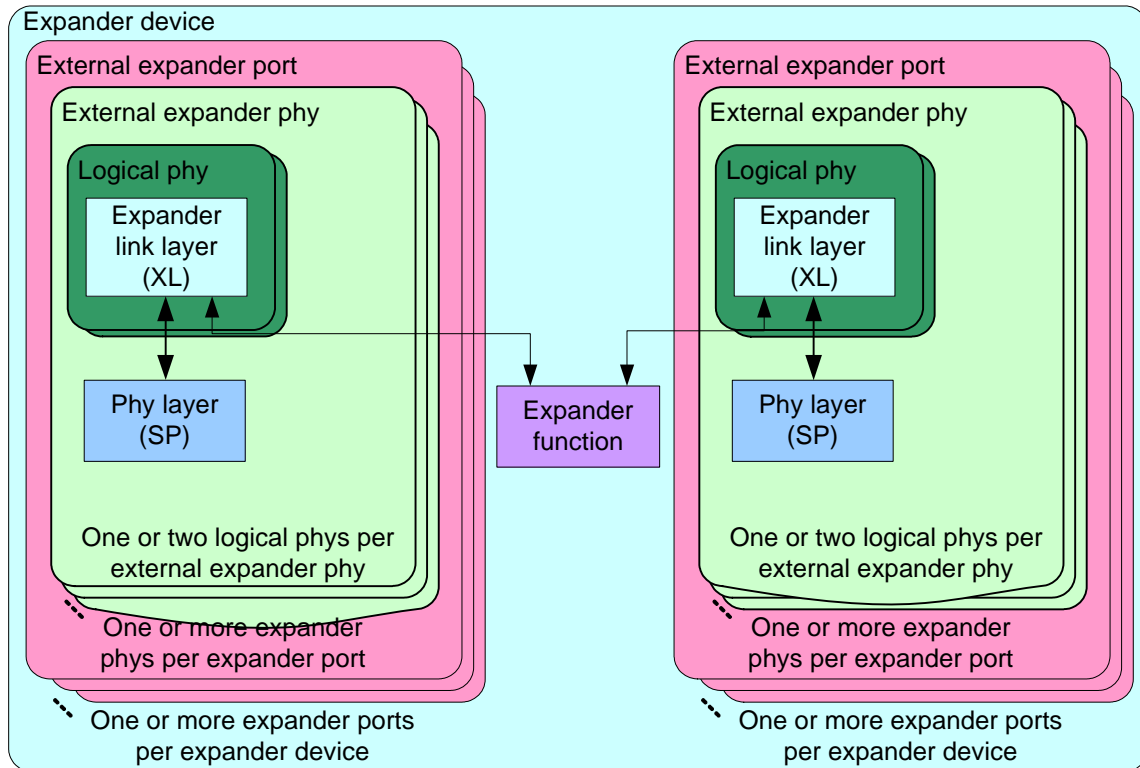 Expander device
External expander port
External expander phy
Logical phy
Expander
link layer
(XL)
Phy layer
(SP)
One or two logical phys per
external expander phy
One or more expander
phys per expander port
One or more expander ports
per expander device
Expander
function
External expander port
External expander phy
Logical phy
Expander
link layer
(XL)
Phy layer
(SP)
One or two logical phys per
external expander phy
One or more expander
phys per expander port
One or more expander ports
per expander device